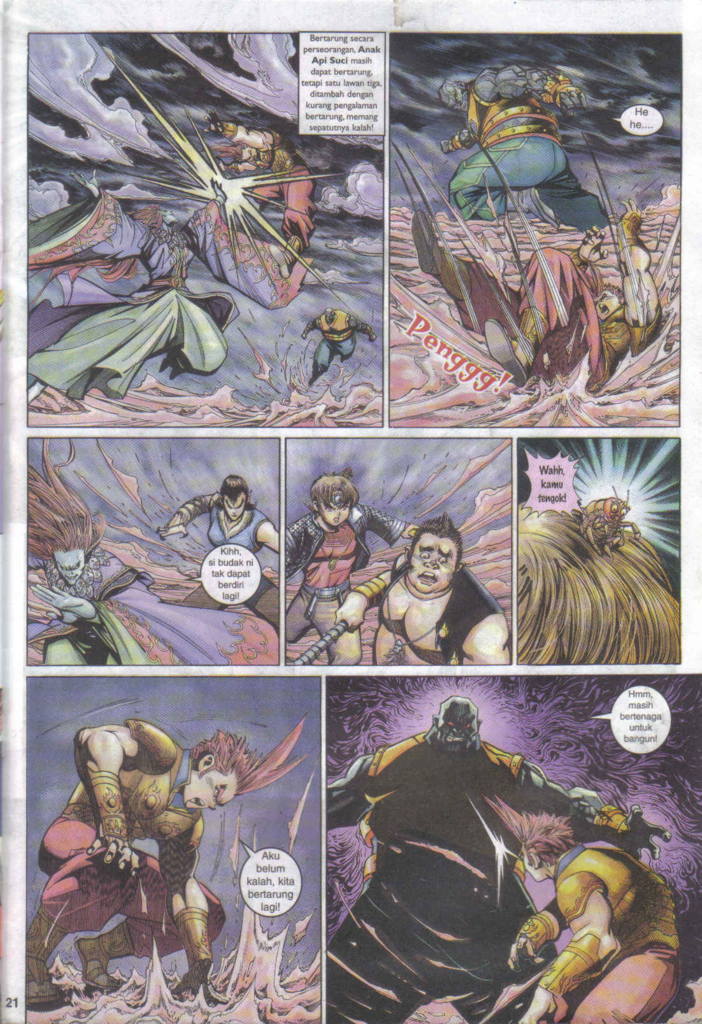 Bertarung secara
perseorangan, Anak
Api Suci masih
dapat bertarung,
tetapi satu lawan tiga,
ditambah dengan
kurang pengalaman
bertarung, memang
sepatutnya kalah!
He
he....
Penggg!
Kihh,
si budak ni
tak dapat
berdiri
lagi!
Wahh,
kamu
tengok!
Aku
belum
kalah, kita
bertarung
lagi!
Hmm,
masih
bertenaga
untuk
bangun!
21